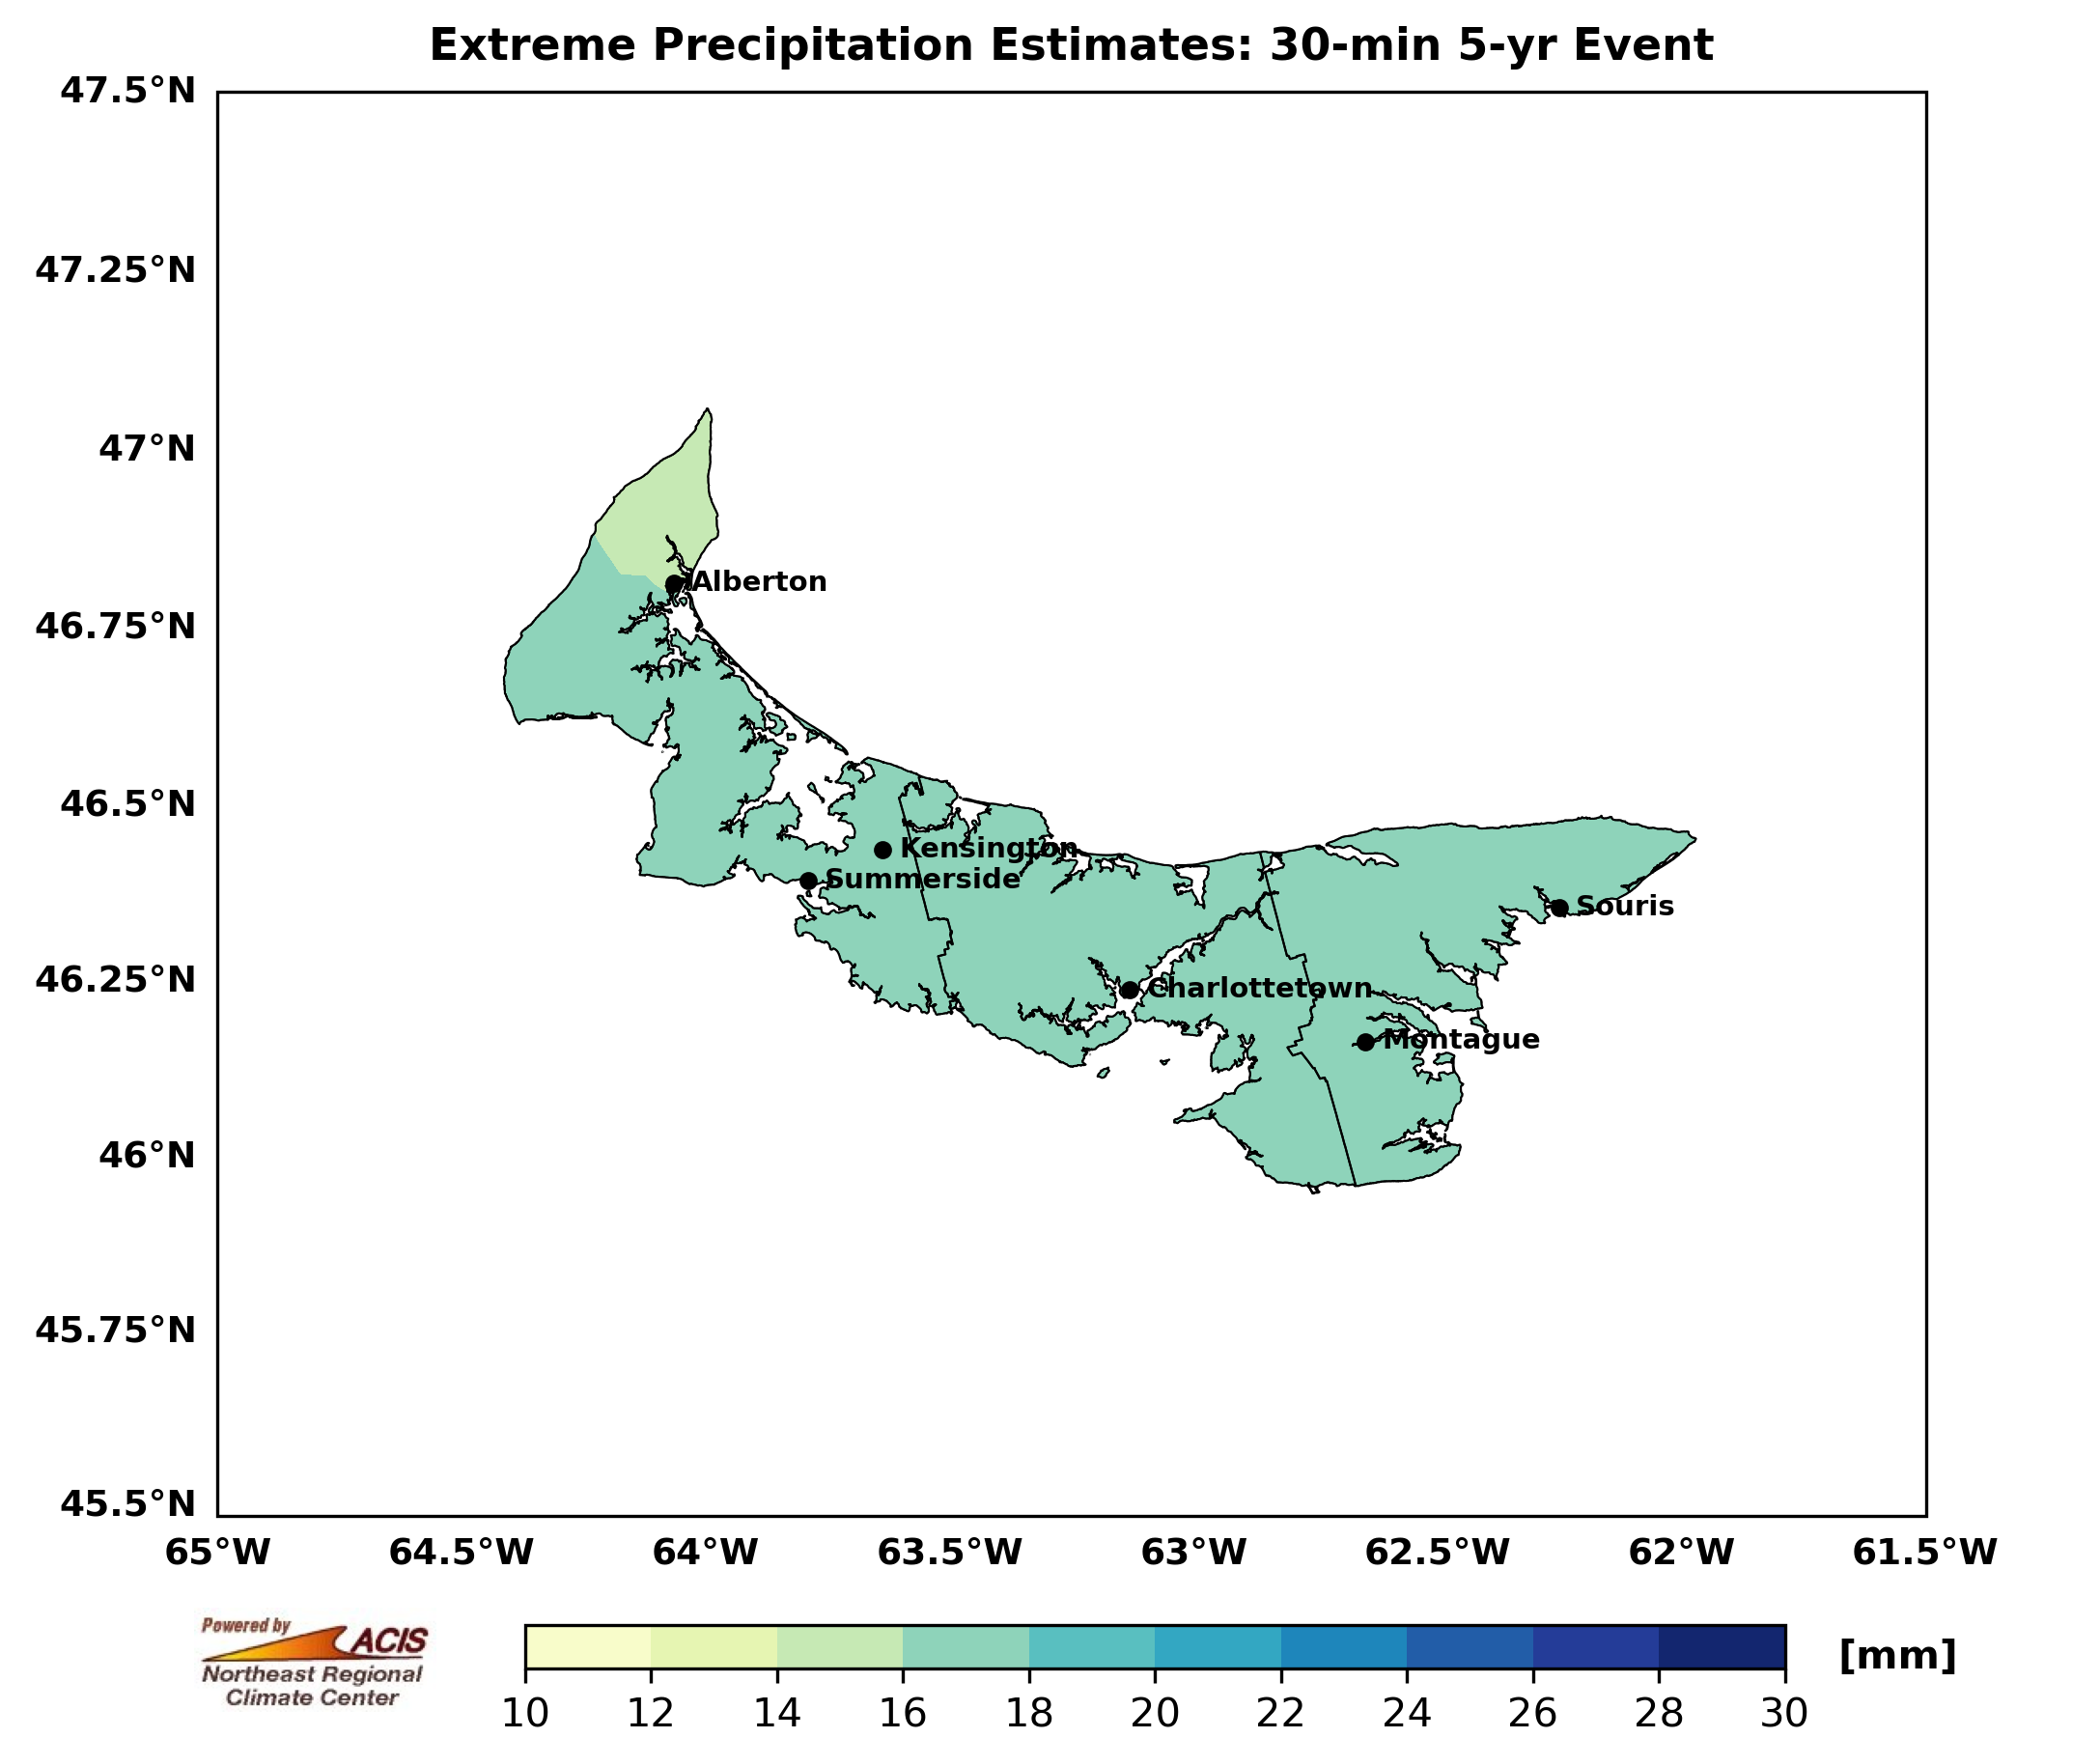 Extreme Precipitation Estimates: 30-min 5-yr Event
47.5°N
47.25°N
47°N
46.75°N
46.5°N
46.25°N
46°N
45.75°N
45.5°N
Alberton
Kensington
Summerside
Souris
Charlottetown
Montague
65°W 64.5°W 64°W 63.5°W 63°W 62.5°W 62°W 61.5°W
Powered by
ACIS
Northeast Regional
Climate Center
[mm]
10 12 14 16 18 20 22 24 26 28 30